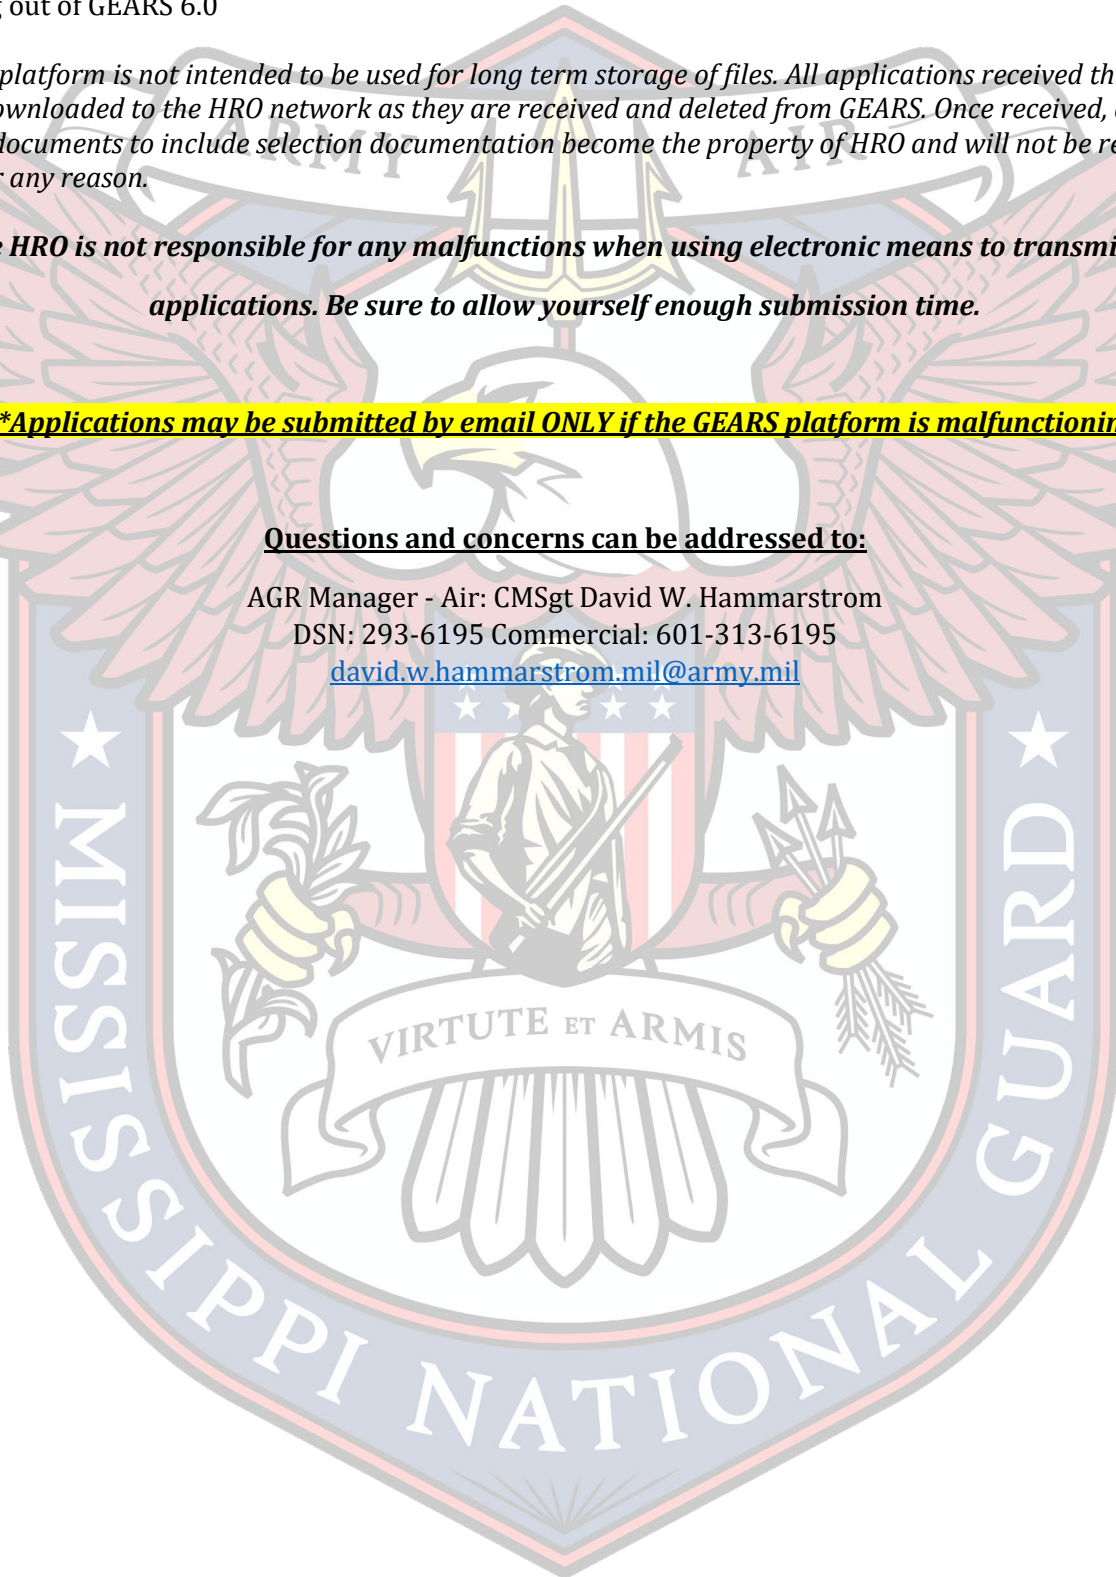 out of GEARS 6.0
platform is not intended to be used for long term storage of files. All applications received
downloaded to the HRO network as they are received and deleted from GEARS. Once received,
documents to include selection documentation become the property of HRO and will not be
any reason.
HRO is not responsible for any malfunctions when using electronic means to
applications. Be sure to allow yourself enough submission time.
*Applications may be submitted by email ONLY if the GEARS platform is
Questions and concerns can be addressed to:
AGR Manager - Air: CMSgt David W. Hammarstrom
DSN: 293-6195 Commercial: 601-313-6195
david.w.hammarstrom.mil@army.mil
ARMY AIR
VIRTUTE ET ARMIS
MISSISSIPPI NATIONAL GUARD